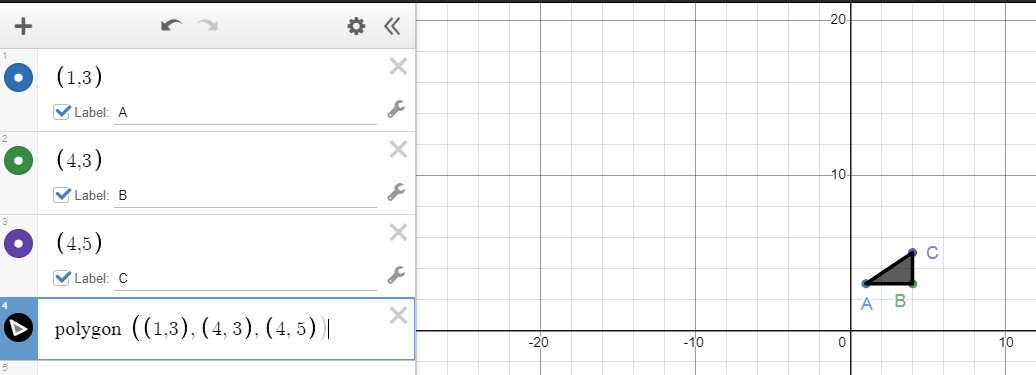 1
(1,3)
Label: A
2
(4,3)
Label: B
3
(4,5)
Label: C
4
polygon ((1,3), (4, 3), (4, 5))
5
20
10
-20
-10
0
10
A
B
C